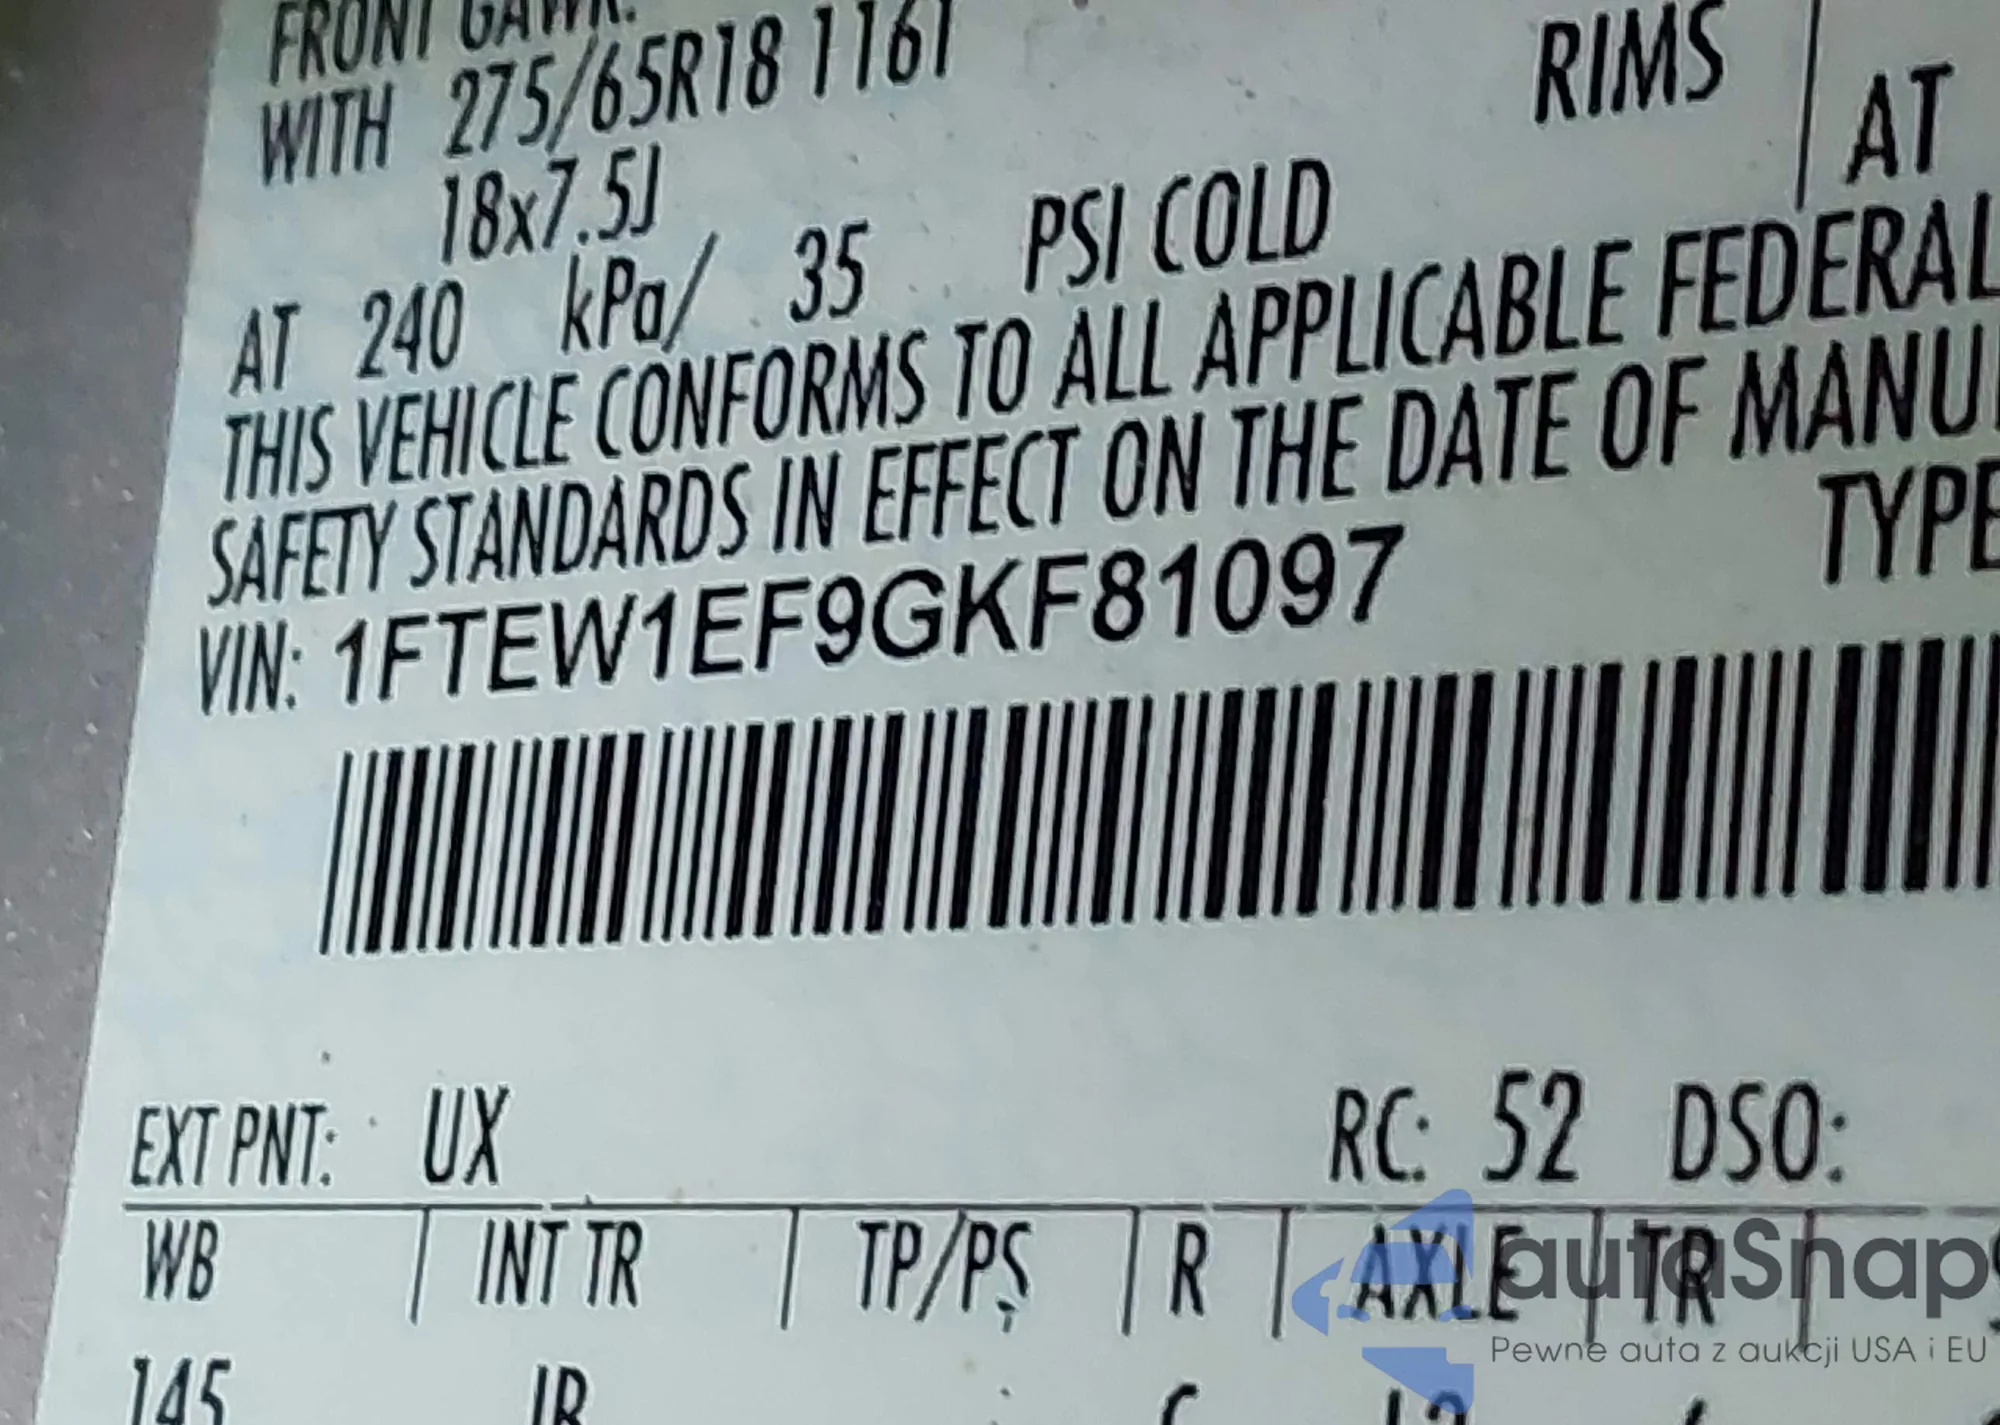 FRONT GAWR:
WITH 275/65R18 116T RIMS
18x7.5J AT
AT 240 kPa/ 35 PSI COLD
THIS VEHICLE CONFORMS TO ALL APPLICABLE FEDERAL
SAFETY STANDARDS IN EFFECT ON THE DATE OF MANU
VIN: 1FTEW1EF9GKF81097 TYPE
EXT PNT: UX RC: 52 DSO:
WB INT TR TP/PS R AXLE TR
145
autoSnap
Pewne auta z aukcji USA i EU